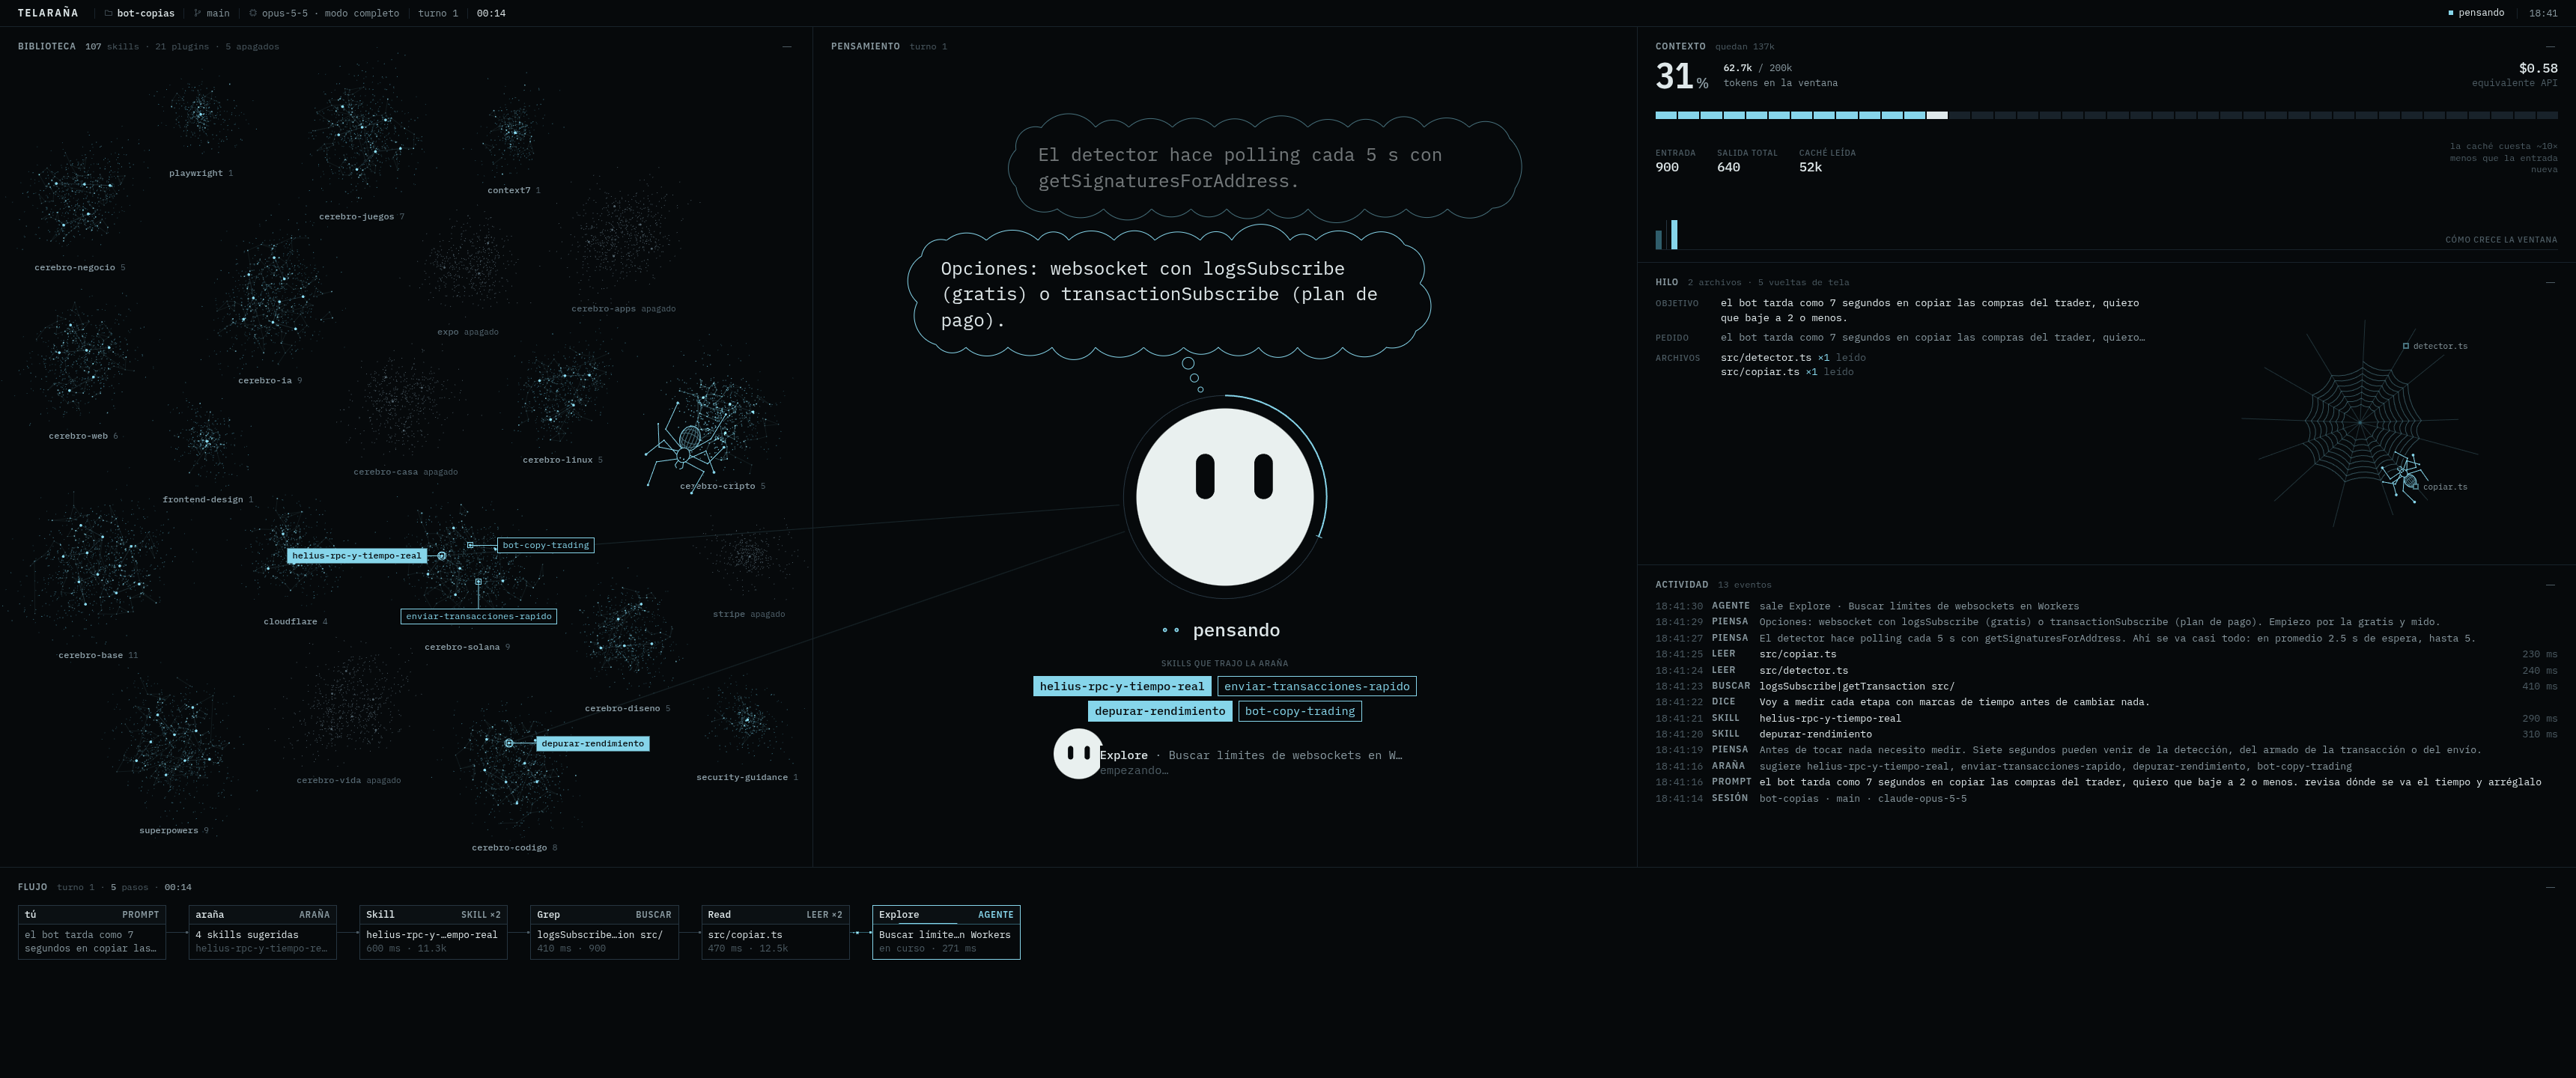 TELARAÑA bot-copias main opus-5-5 · modo completo turno 1 00:14 pensando 18:41
BIBLIOTECA 107 skills · 21 plugins · 5 apagados
playwright 1
context7 1
cerebro-juegos 7
cerebro-negocio 5
cerebro-apps apagado
expo apagado
cerebro-ia 9
cerebro-web 6
cerebro-linux 5
cerebro-casa apagado
cerebro-cripto 5
frontend-design 1
bot-copy-trading
helius-rpc-y-tiempo-real
enviar-transacciones-rapido
stripe apagado
cloudflare 4
cerebro-solana 9
cerebro-base 11
cerebro-diseno 5
depurar-rendimiento
security-guidance 1
cerebro-vida apagado
superpowers 9
cerebro-codigo 8
PENSAMIENTO turno 1
El detector hace polling cada 5 s con
getSignaturesForAddress.
Opciones: websocket con logsSubscribe
(gratis) o transactionSubscribe (plan de
pago).
pensando
SKILLS QUE TRAJO LA ARAÑA
helius-rpc-y-tiempo-real enviar-transacciones-rapido
depurar-rendimiento bot-copy-trading
Explore · Buscar límites de websockets en W…
empezando…
CONTEXTO quedan 137k
31% 62.7k / 200k
tokens en la ventana
$0.58
equivalente API
ENTRADA SALIDA TOTAL CACHÉ LEÍDA
900 640 52k
la caché cuesta ~10×
menos que la entrada
nueva
CÓMO CRECE LA VENTANA
HILO 2 archivos · 5 vueltas de tela
OBJETIVO el bot tarda como 7 segundos en copiar las compras del trader, quiero
que baje a 2 o menos.
PEDIDO el bot tarda como 7 segundos en copiar las compras del trader, quiero…
ARCHIVOS src/detector.ts ×1 leído
src/copiar.ts ×1 leído
detector.ts
copiar.ts
ACTIVIDAD 13 eventos
18:41:30 AGENTE sale Explore · Buscar límites de websockets en Workers
18:41:29 PIENSA Opciones: websocket con logsSubscribe (gratis) o transactionSubscribe (plan de pago). Empiezo por la gratis y mido.
18:41:27 PIENSA El detector hace polling cada 5 s con getSignaturesForAddress. Ahí se va casi todo: en promedio 2.5 s de espera, hasta 5.
18:41:25 LEER src/copiar.ts 230 ms
18:41:24 LEER src/detector.ts 240 ms
18:41:23 BUSCAR logsSubscribe|getTransaction src/ 410 ms
18:41:22 DICE Voy a medir cada etapa con marcas de tiempo antes de cambiar nada.
18:41:21 SKILL helius-rpc-y-tiempo-real 290 ms
18:41:20 SKILL depurar-rendimiento 310 ms
18:41:19 PIENSA Antes de tocar nada necesito medir. Siete segundos pueden venir de la detección, del armado de la transacción o del envío.
18:41:16 ARAÑA sugiere helius-rpc-y-tiempo-real, enviar-transacciones-rapido, depurar-rendimiento, bot-copy-trading
18:41:16 PROMPT el bot tarda como 7 segundos en copiar las compras del trader, quiero que baje a 2 o menos. revisa dónde se va el tiempo y arréglalo
18:41:14 SESIÓN bot-copias · main · claude-opus-5-5
FLUJO turno 1 · 5 pasos · 00:14
tú PROMPT
el bot tarda como 7
segundos en copiar las…
araña ARAÑA
4 skills sugeridas
helius-rpc-y-tiempo-re…
Skill SKILL ×2
helius-rpc-y-…empo-real
600 ms · 11.3k
Grep BUSCAR
logsSubscribe…ion src/
410 ms · 900
Read LEER ×2
src/copiar.ts
470 ms · 12.5k
Explore AGENTE
Buscar límite…n Workers
en curso · 271 ms